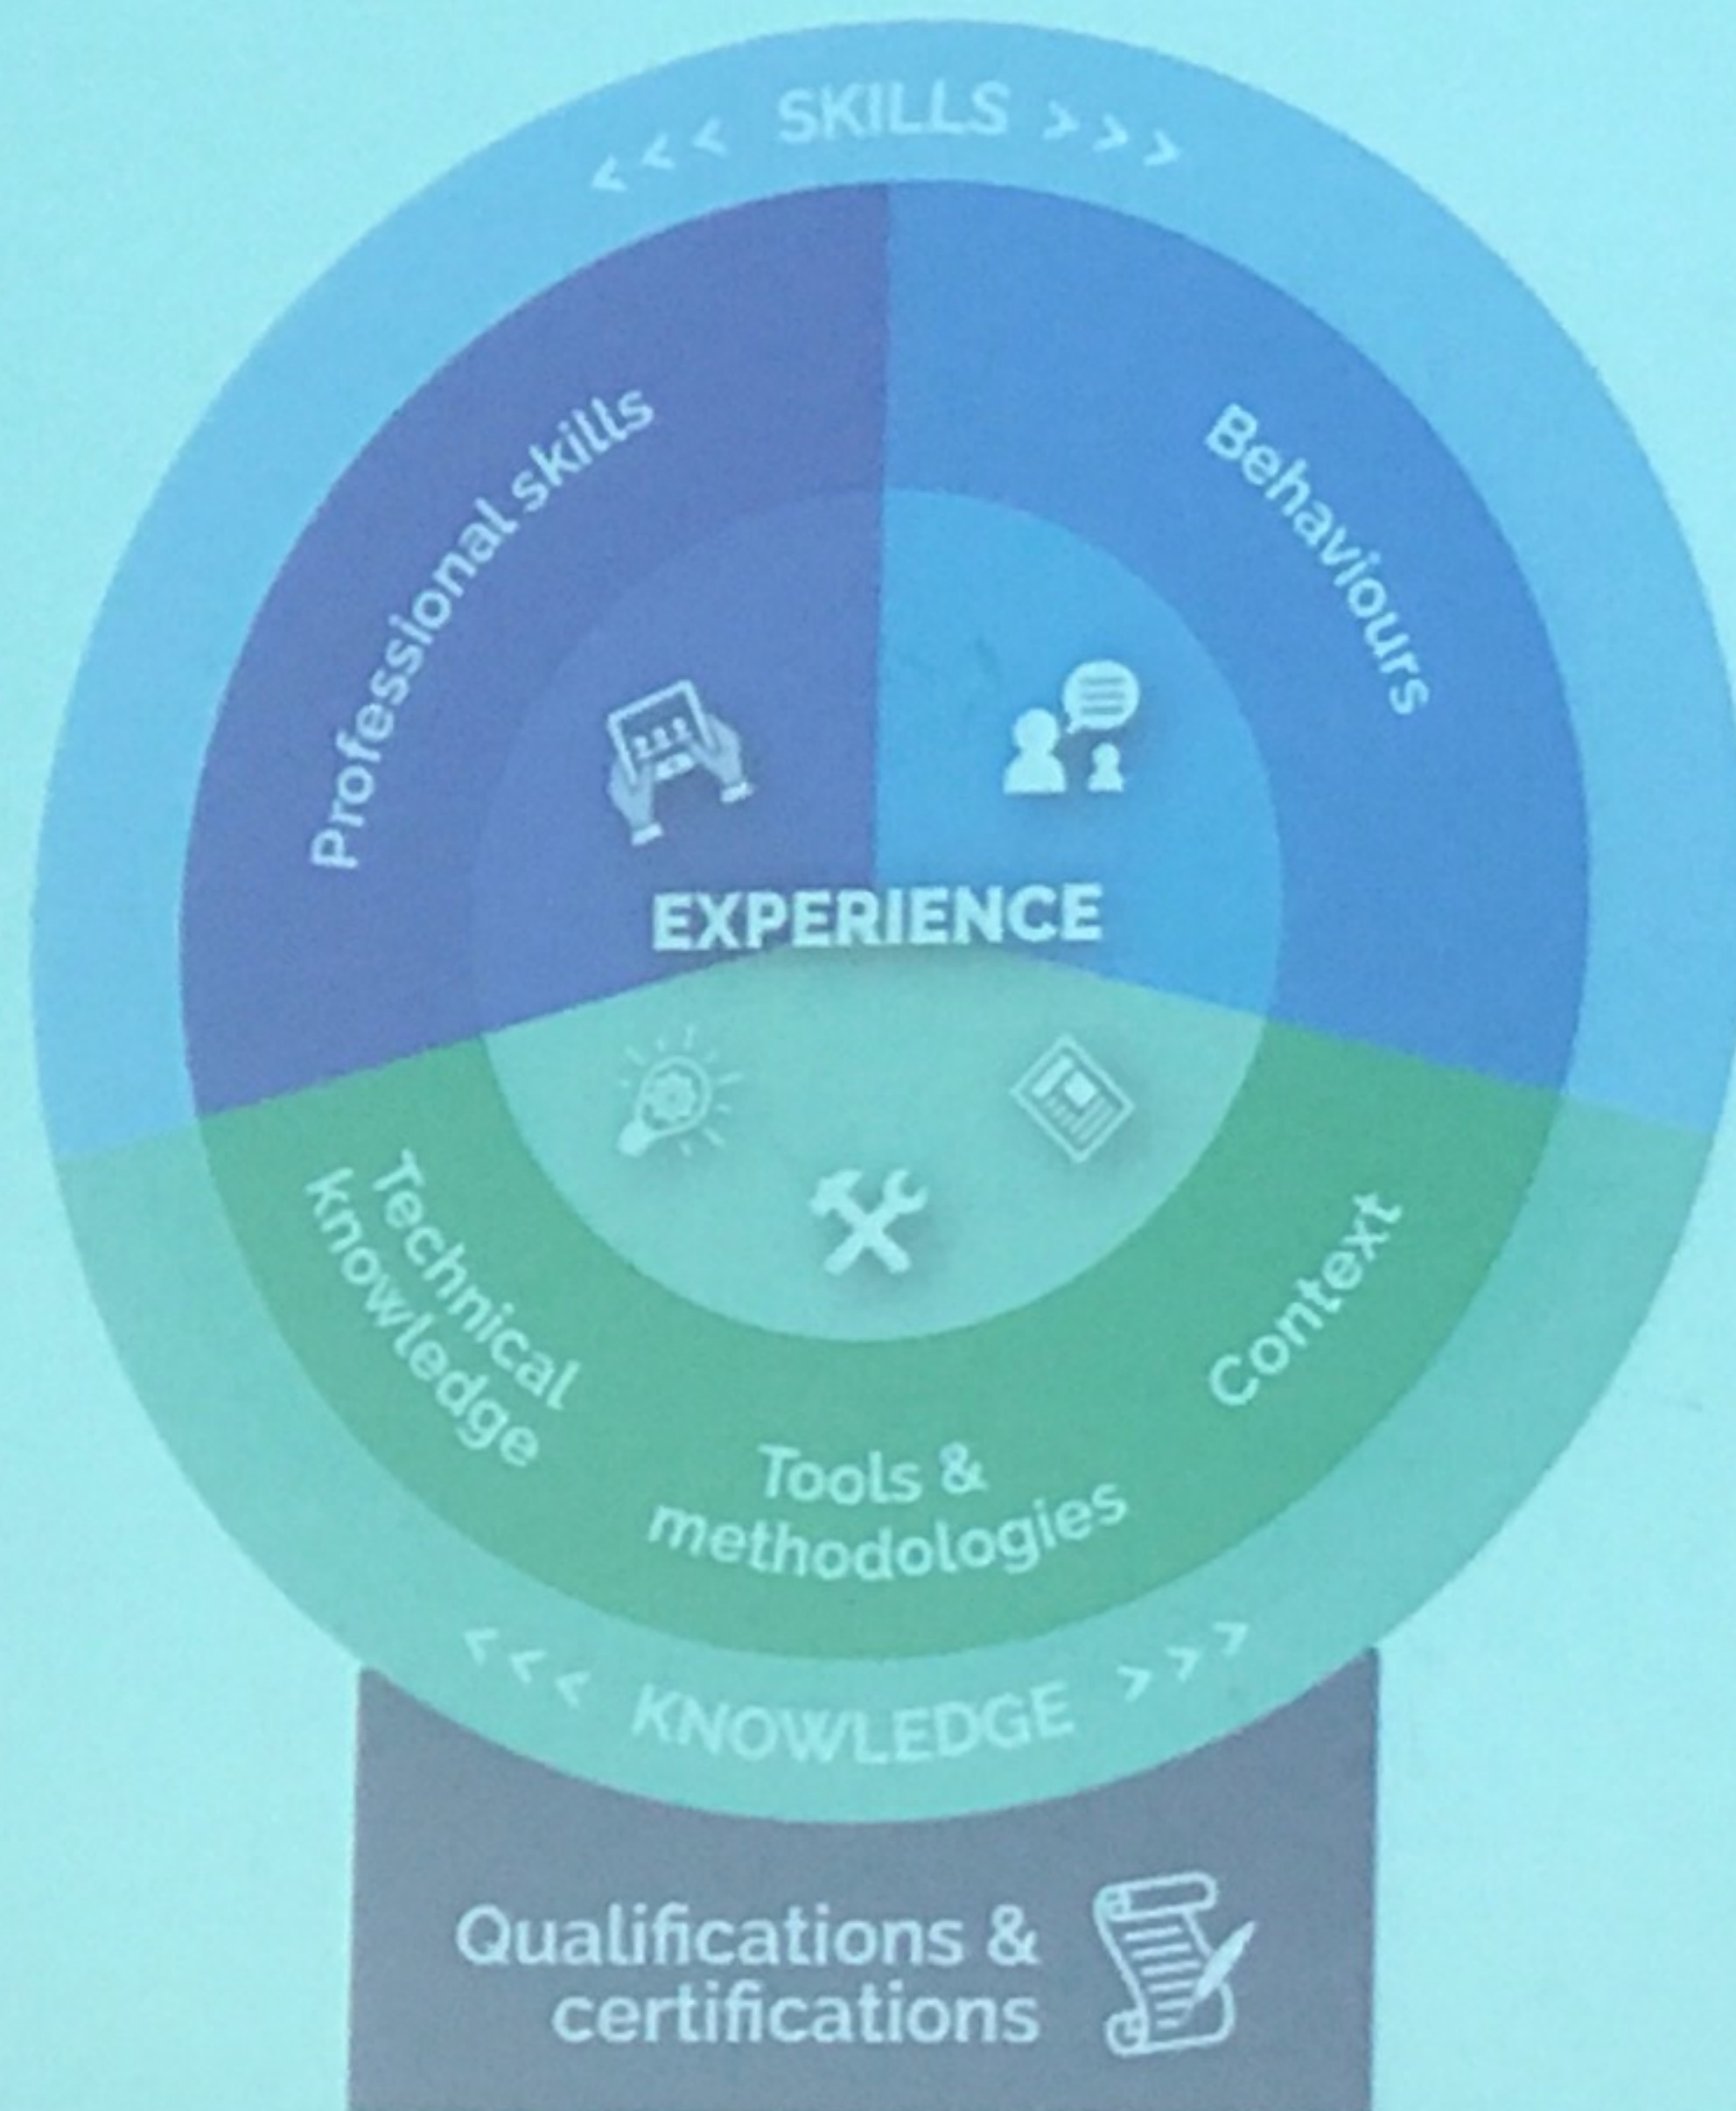 <<< SKILLS >>>
Professional skills
Behaviours
EXPERIENCE
Technical
knowledge
Tools &
methodologies
Context
<<< KNOWLEDGE >>>
Qualifications &
certifications